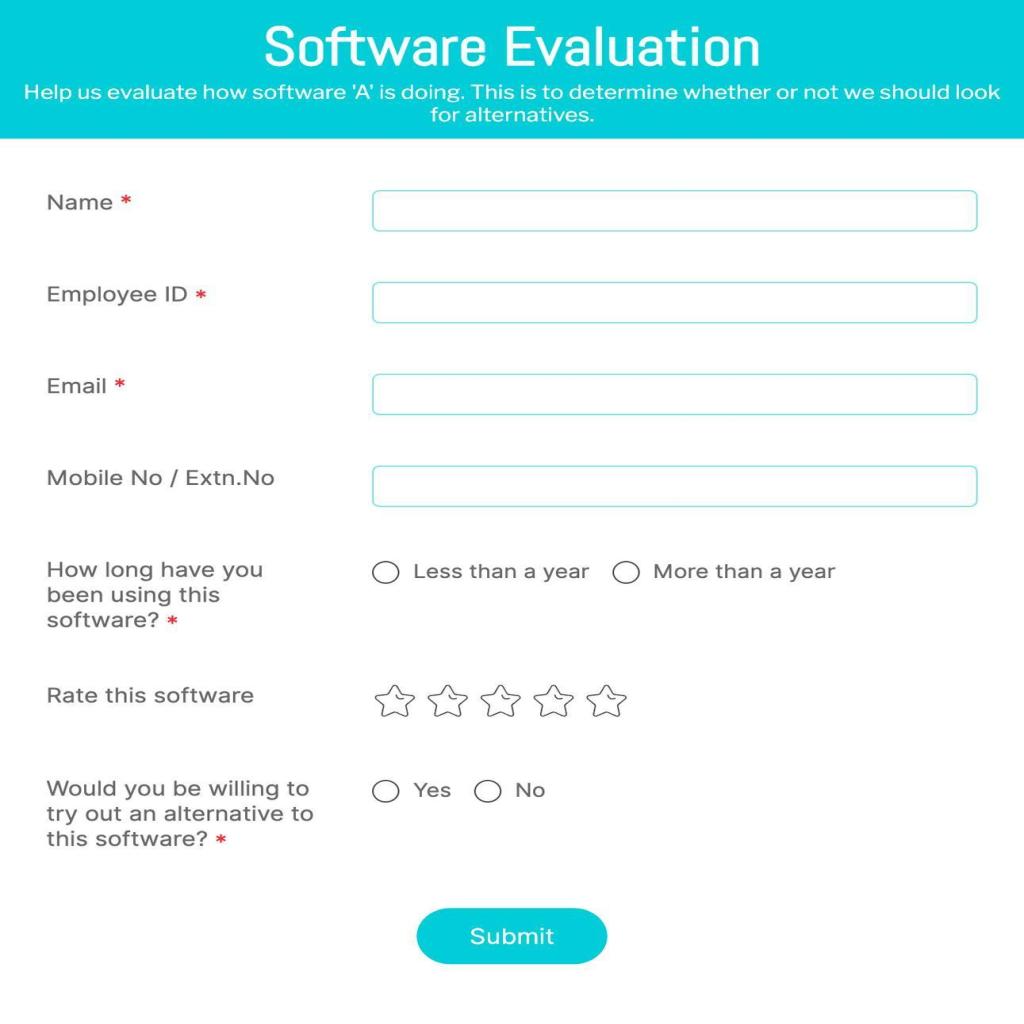 Software Evaluation
Help us evaluate how software 'A' is doing. This is to determine whether or not we should look
for alternatives.
Name *
Employee ID *
Email *
Mobile No / Extn.No
How long have you
been using this
software? *
Less than a year
More than a year
Rate this software
Would you be willing to
try out an alternative to
this software? *
Yes
No
Submit